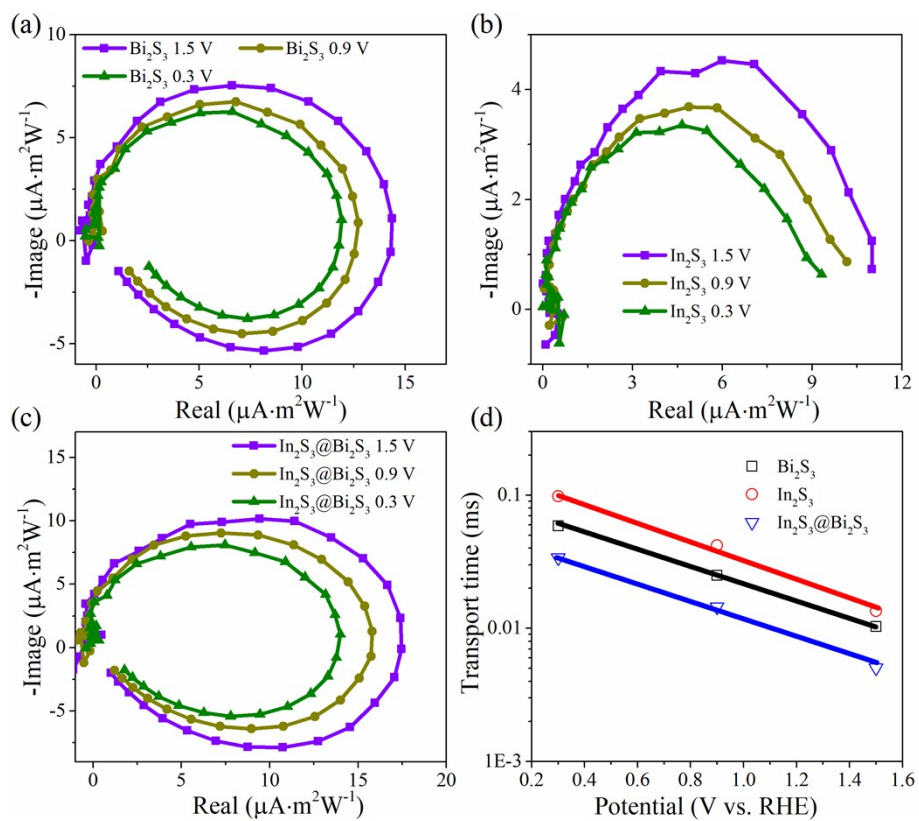 (a)
Bi₂S₃ 1.5 V Bi₂S₃ 0.9 V
Bi₂S₃ 0.3 V
10
5
0
-5
-Image (μA·m²W⁻¹)
0 5 10 15
Real (μA·m²W⁻¹)
(b)
6
4
2
0
-Image (μA·m²W⁻¹)
In₂S₃ 1.5 V
In₂S₃ 0.9 V
In₂S₃ 0.3 V
0 3 6 9 12
Real (μA·m²W⁻¹)
(c)
In₂S₃@Bi₂S₃ 1.5 V
In₂S₃@Bi₂S₃ 0.9 V
In₂S₃@Bi₂S₃ 0.3 V
15
10
5
0
-5
-Image (μA·m²W⁻¹)
0 5 10 15 20
Real (μA·m²W⁻¹)
(d)
Bi₂S₃
In₂S₃
In₂S₃@Bi₂S₃
0.1
0.01
1E-3
Transport time (ms)
0.2 0.4 0.6 0.8 1.0 1.2 1.4 1.6
Potential (V vs. RHE)